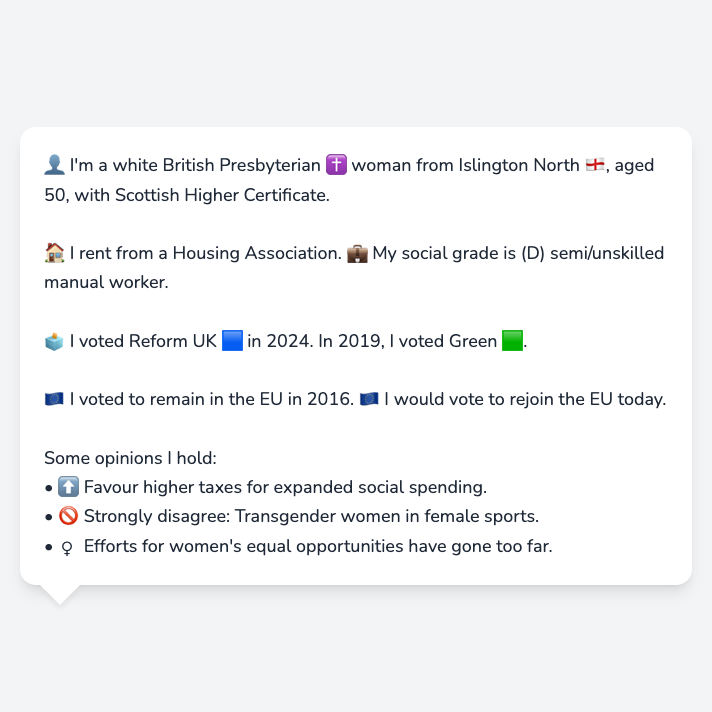 👤 I'm a white British Presbyterian ✝️ woman from Islington North 🏴󠁧󠁢󠁥󠁮󠁧󠁿, aged
50, with Scottish Higher Certificate.
🏠 I rent from a Housing Association. 💼 My social grade is (D) semi/unskilled
manual worker.
🗳️ I voted Reform UK 🟦 in 2024. In 2019, I voted Green 🟩.
🇪🇺 I voted to remain in the EU in 2016. 🇪🇺 I would vote to rejoin the EU today.
Some opinions I hold:
• ⬆️ Favour higher taxes for expanded social spending.
• 🚫 Strongly disagree: Transgender women in female sports.
• ♀ Efforts for women's equal opportunities have gone too far.